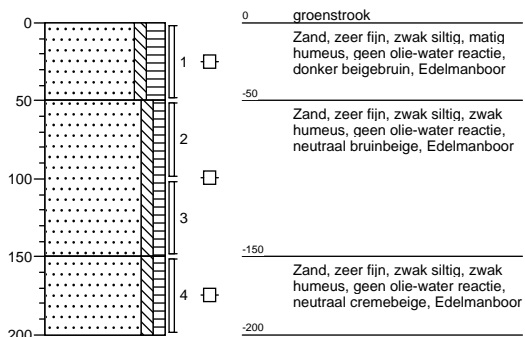 0
0
groenstrook
Zand, zeer fijn, zwak siltig, matig
humeus, geen olie-water reactie,
donker beigebruin, Edelmanboor
1
50
-50
Zand, zeer fijn, zwak siltig, zwak
humeus, geen olie-water reactie,
neutraal bruinbeige, Edelmanboor
2
100
3
150
-150
Zand, zeer fijn, zwak siltig, zwak
humeus, geen olie-water reactie,
neutraal cremebeige, Edelmanboor
4
200
-200